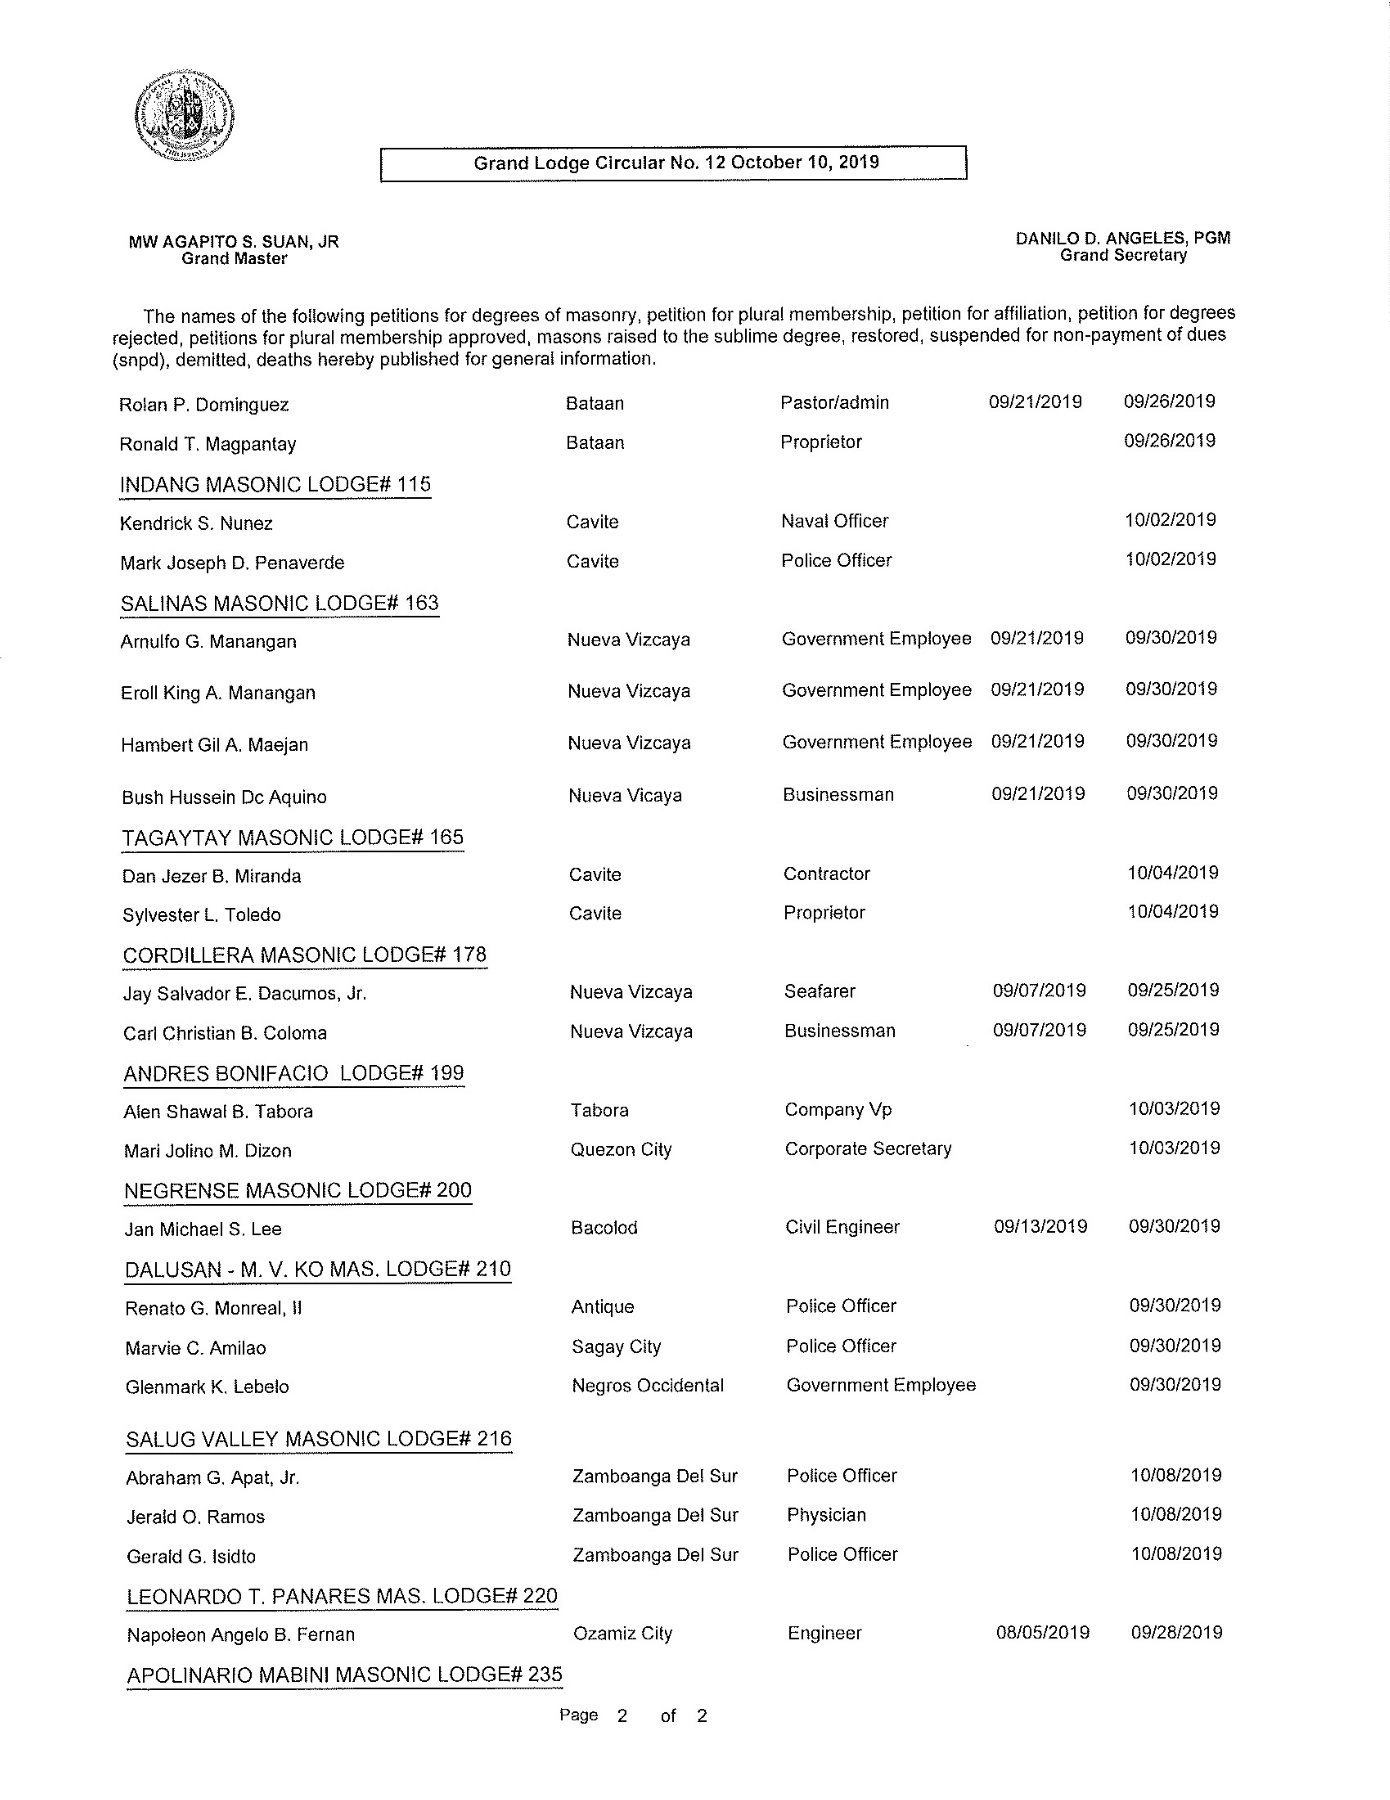 PHILIPPINES
Grand Lodge Circular No. 12 October 10, 2019
MW AGAPITO S. SUAN, JR
Grand Master
DANILO D. ANGELES, PGM
Grand Secretary
The names of the following petitions for degrees of masonry, petition for plural membership, petition for affiliation, petition for degrees
rejected, petitions for plural membership approved, masons raised to the sublime degree, restored, suspended for non-payment of dues
(snpd), demitted, deaths hereby published for general information.
Rolan P. Dominguez Bataan Pastor/admin 09/21/2019 09/26/2019
Ronald T. Magpantay Bataan Proprietor 09/26/2019
INDANG MASONIC LODGE# 115
Kendrick S. Nunez Cavite Naval Officer 10/02/2019
Mark Joseph D. Penaverde Cavite Police Officer 10/02/2019
SALINAS MASONIC LODGE# 163
Arnulfo G. Manangan Nueva Vizcaya Government Employee 09/21/2019 09/30/2019
Eroll King A. Manangan Nueva Vizcaya Government Employee 09/21/2019 09/30/2019
Hambert Gil A. Maejan Nueva Vizcaya Government Employee 09/21/2019 09/30/2019
Bush Hussein Dc Aquino Nueva Vicaya Businessman 09/21/2019 09/30/2019
TAGAYTAY MASONIC LODGE# 165
Dan Jezer B. Miranda Cavite Contractor 10/04/2019
Sylvester L. Toledo Cavite Proprietor 10/04/2019
CORDILLERA MASONIC LODGE# 178
Jay Salvador E. Dacumos, Jr. Nueva Vizcaya Seafarer 09/07/2019 09/25/2019
Carl Christian B. Coloma Nueva Vizcaya Businessman 09/07/2019 09/25/2019
ANDRES BONIFACIO LODGE# 199
Alen Shawal B. Tabora Tabora Company Vp 10/03/2019
Mari Jolino M. Dizon Quezon City Corporate Secretary 10/03/2019
NEGRENSE MASONIC LODGE# 200
Jan Michael S. Lee Bacolod Civil Engineer 09/13/2019 09/30/2019
DALUSAN - M. V. KO MAS. LODGE# 210
Renato G. Monreal, II Antique Police Officer 09/30/2019
Marvie C. Amilao Sagay City Police Officer 09/30/2019
Glenmark K. Lebelo Negros Occidental Government Employee 09/30/2019
SALUG VALLEY MASONIC LODGE# 216
Abraham G. Apat, Jr. Zamboanga Del Sur Police Officer 10/08/2019
Jerald O. Ramos Zamboanga Del Sur Physician 10/08/2019
Gerald G. Isidto Zamboanga Del Sur Police Officer 10/08/2019
LEONARDO T. PANARES MAS. LODGE# 220
Napoleon Angelo B. Fernan Ozamiz City Engineer 08/05/2019 09/28/2019
APOLINARIO MABINI MASONIC LODGE# 235
Page 2 of 2